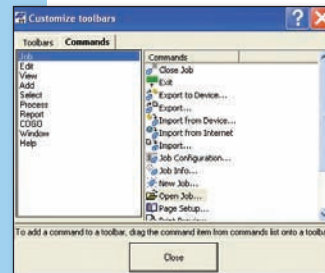 Customize toolbars
Toolbars
Commands
Job
Edit
View
Add
Select
Process
Report
COGO
Window
Help
Commands
Close Job
Exit
Export to Device...
Export...
Import from Device...
Import from Internet
Import...
Job Configuration...
Job Info...
New Job...
Open Job...
Page Setup...
Print Preview
To add a command to a toolbar, drag the command item from commands list onto a toolba
Close